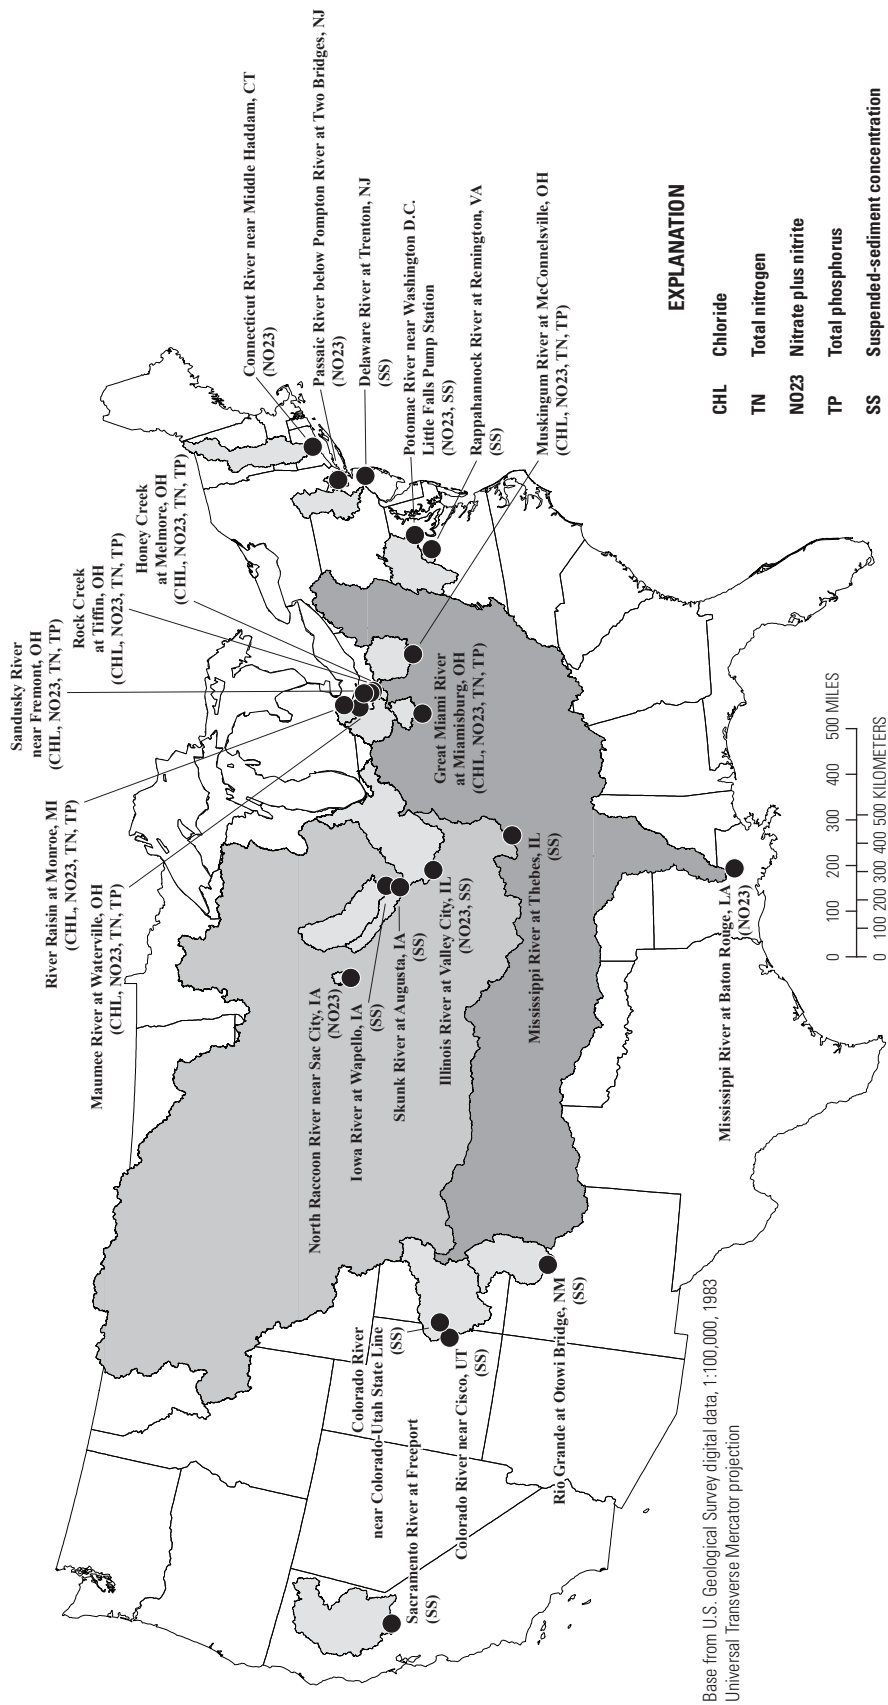 Sandusky River
near Fremont, OH
(CHL, NO23, TN, TP)
Rock Creek
at Tiffin, OH
(CHL, NO23, TN, TP)
Honey Creek
at Melmore, OH
(CHL, NO23, TN, TP)
Connecticut River near Middle Haddam, CT
(NO23)
Passaic River below Pompton River at Two Bridges, NJ
(NO23)
Delaware River at Trenton, NJ
(SS)
Potomac River near Washington D.C.
Little Falls Pump Station
(NO23, SS)
Rappahannock River at Remington, VA
(SS)
Muskingum River at McConnelsville, OH
(CHL, NO23, TN, TP)
River Raisin at Monroe, MI
(CHL, NO23, TN, TP)
Maumee River at Waterville, OH
(CHL, NO23, TN, TP)
Great Miami River
at Miamisburg, OH
(CHL, NO23, TN, TP)
North Raccoon River near Sac City, IA
(NO23)
Iowa River at Wapello, IA
(SS)
Skunk River at Augusta, IA
(SS)
Illinois River at Valley City, IL
(NO23, SS)
Mississippi River at Thebes, IL
(SS)
Mississippi River at Baton Rouge, LA
(NO23)
Colorado River
near Colorado-Utah State Line
(SS)
Sacramento River at Freeport
(SS)
Colorado River near Cisco, UT
(SS)
Rio Grande at Otowi Bridge, NM
(SS)
EXPLANATION
CHL Chloride
TN Total nitrogen
NO23 Nitrate plus nitrite
TP Total phosphorus
SS Suspended-sediment concentration
0 100 200 300 400 500 MILES
0 100 200 300 400 500 KILOMETERS
Base from U.S. Geological Survey digital data, 1:100,000, 1983
Universal Transverse Mercator projection